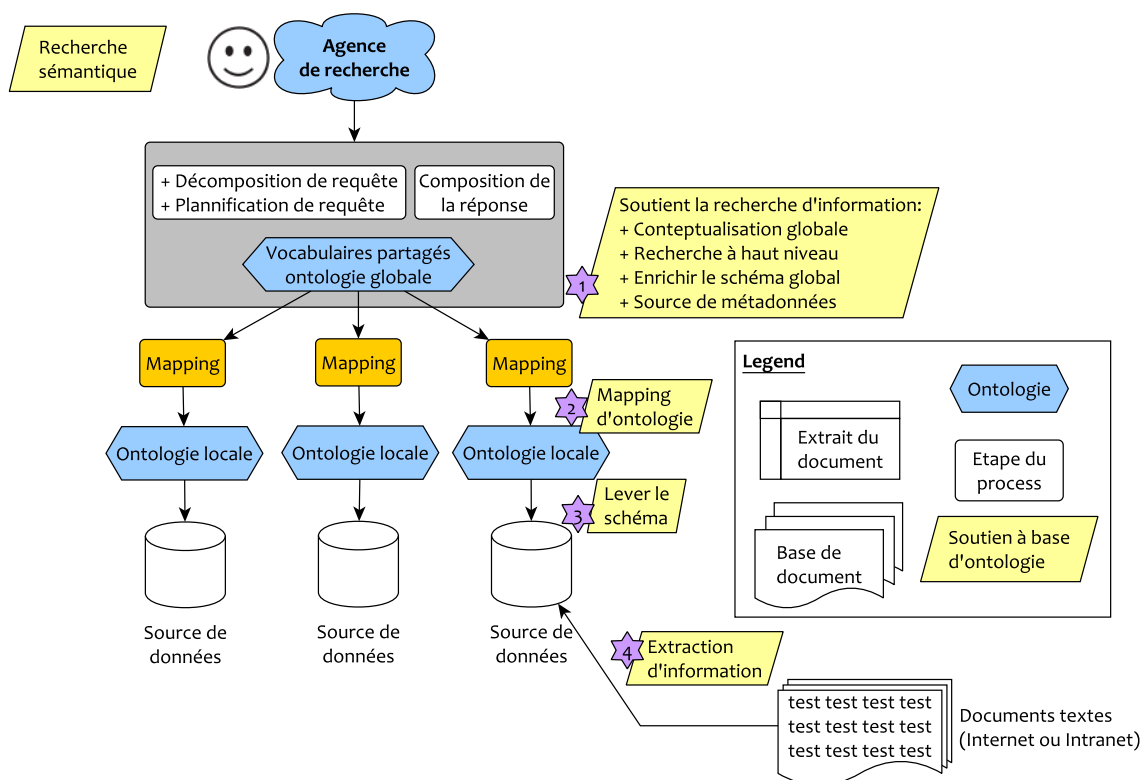 Recherche
sémantique
Agence
de recherche
+ Décomposition de requête
+ Plannification de requête
Composition de
la réponse
Vocabulaires partagés
ontologie globale
1
Soutient la recherche d'information:
+ Conteptualisation globale
+ Recherche à haut niveau
+ Enrichir le schéma global
+ Source de métadonnées
Mapping
Mapping
Mapping
2
Mapping
d'ontologie
Ontologie locale
Ontologie locale
Ontologie locale
3
Lever le
schéma
Source de
données
Source de
données
Source de
données
4
Extraction
d'information
test test test test
test test test test
test test test test
Documents textes
(Internet ou Intranet)
Legend
Ontologie
Extrait du
document
Etape du
process
Base de
document
Soutien à base
d'ontologie